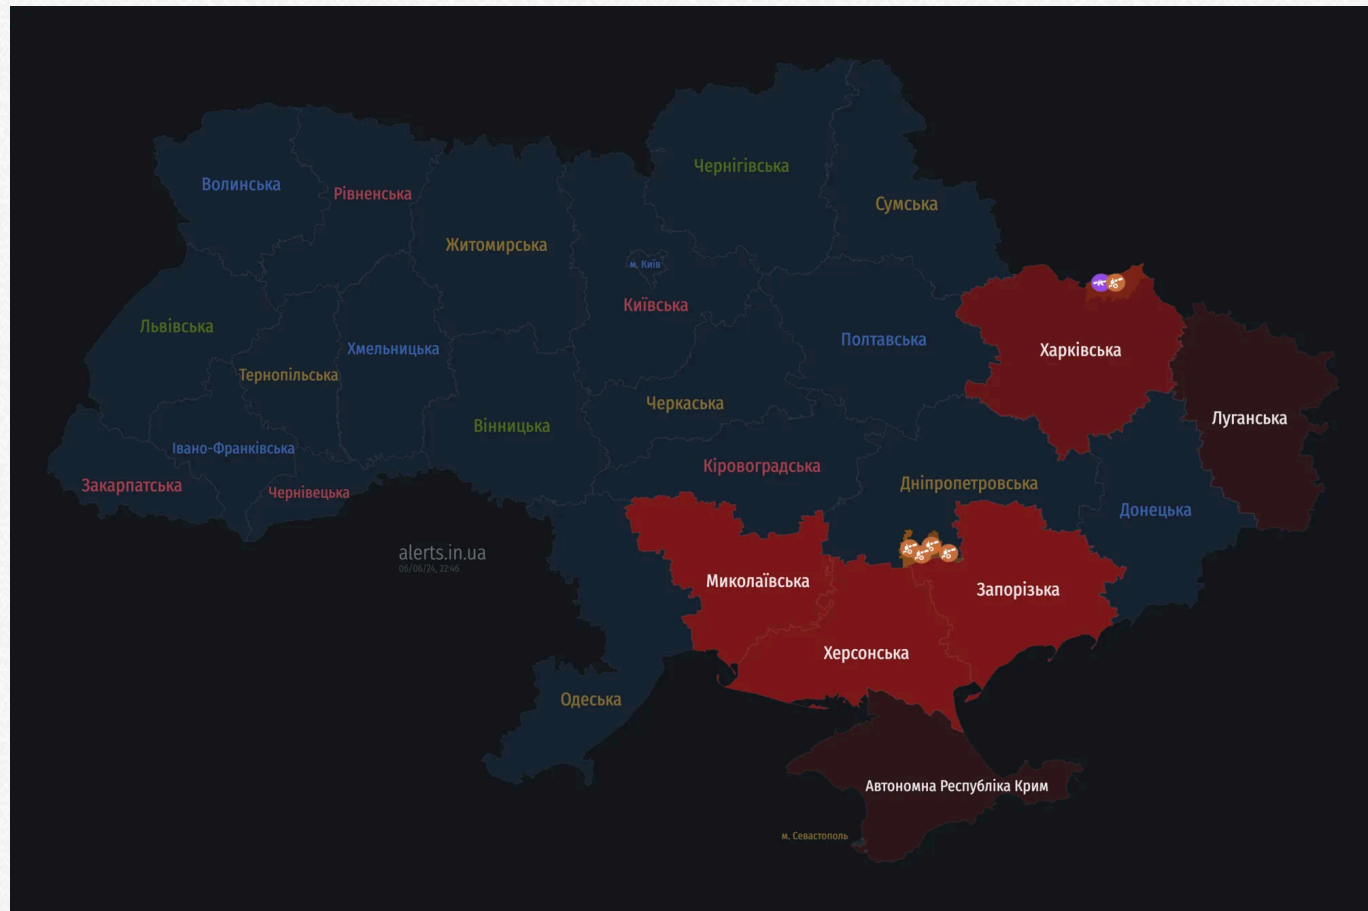 Чернігівська
Волинська
Рівненська
Сумська
Житомирська
м. Київ
Київська
Львівська
Полтавська
Хмельницька
Харківська
Тернопільська
Черкаська
Луганська
Вінницька
Івано-Франківська
Кіровоградська
Закарпатська
Чернівецька
Дніпропетровська
Донецька
alerts.in.ua
06/06/24, 22:46
Миколаївська
Запорізька
Херсонська
Одеська
Автономна Республіка Крим
м. Севастополь